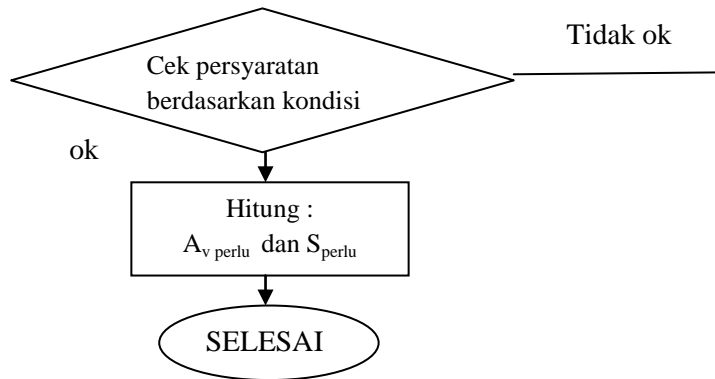 Tidak ok
Cek persyaratan
berdasarkan kondisi
ok
Hitung :
Av perlu dan Sperlu
SELESAI